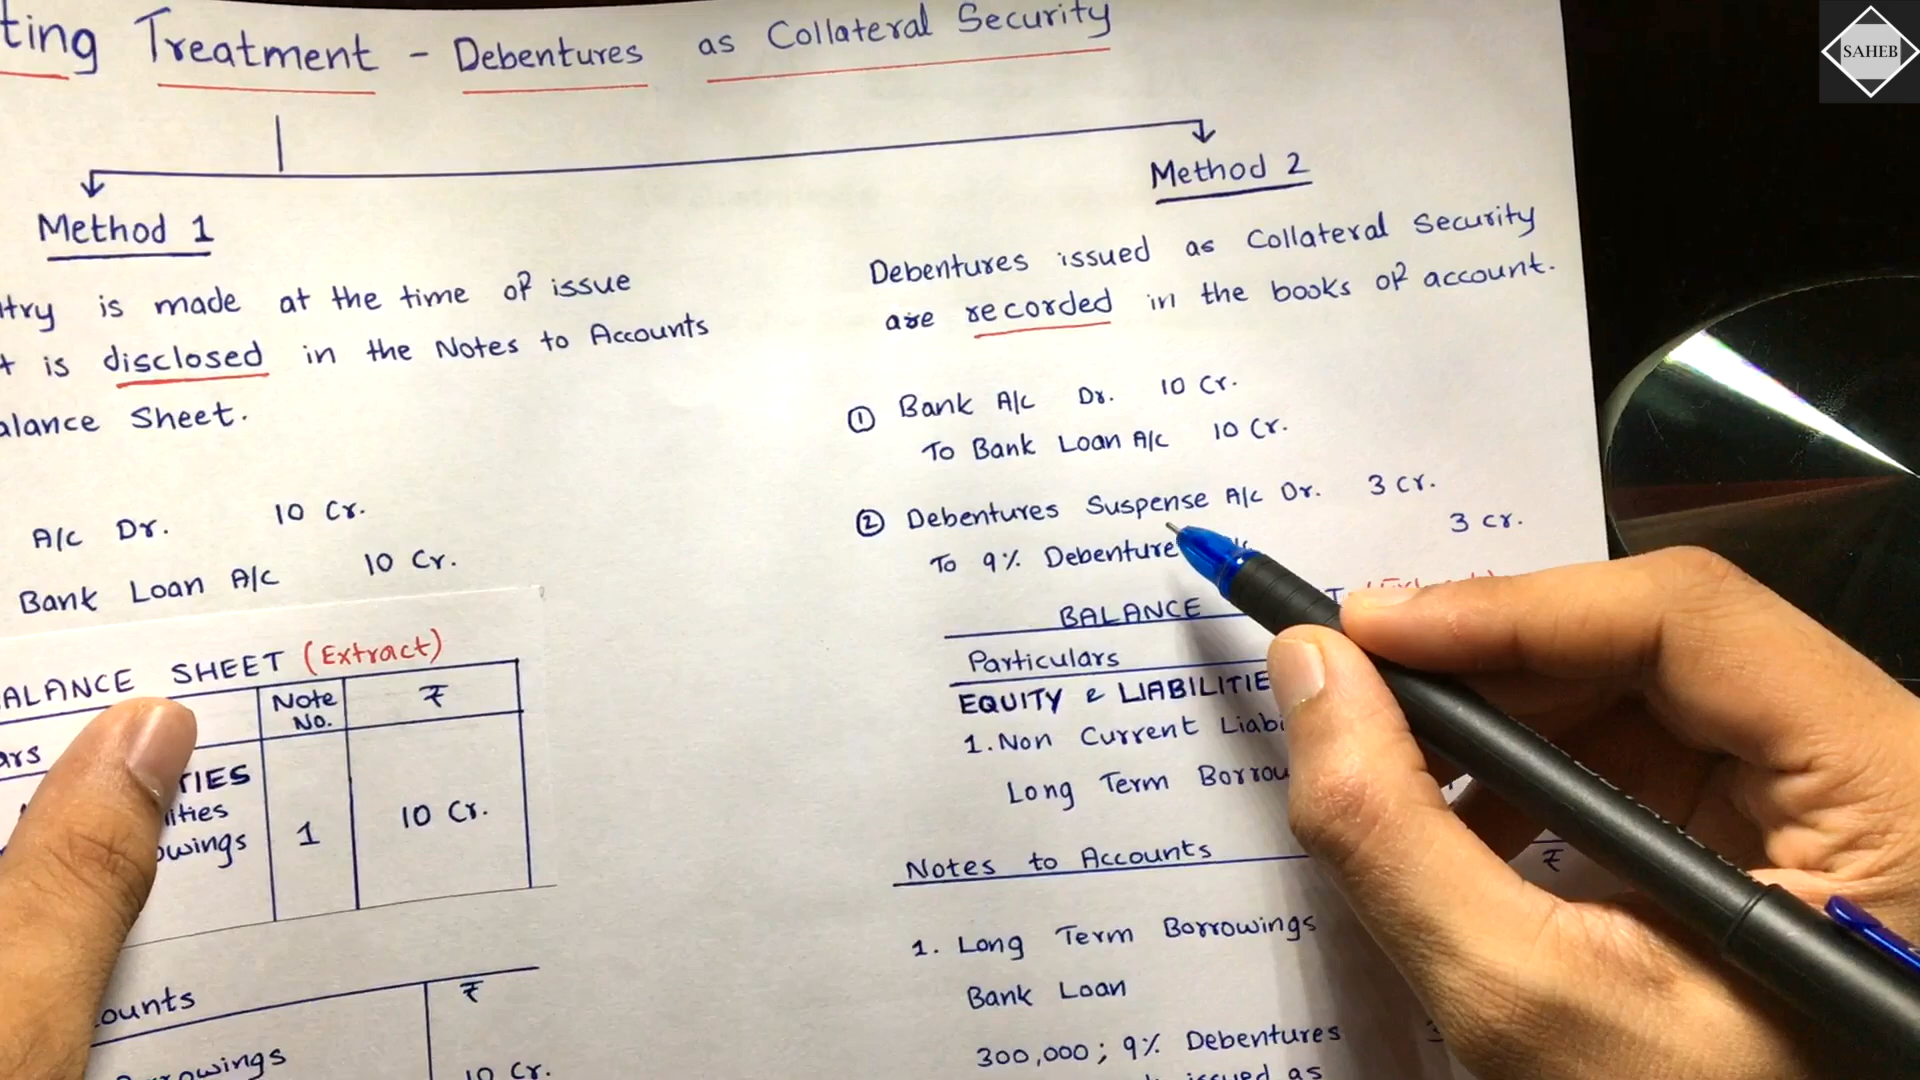 ting Treatment - Debentures as Collateral Security
Method 1
try is made at the time of issue
t is disclosed in the Notes to Accounts
alance Sheet.
A/c Dr. 10 Cr.
Bank Loan A/c 10 Cr.
ALANCE SHEET (Extract)
ars Note No. ₹
TIES
ities
owings 1 10 Cr.
ounts ₹
rrowings 10 Cr.
Method 2
Debentures issued as Collateral Security
are recorded in the books of account.
① Bank A/c Dr. 10 Cr.
To Bank Loan A/c 10 Cr.
② Debentures Suspense A/c Dr. 3 Cr.
To 9% Debenture 3 Cr.
BALANCE
Particulars
EQUITY & LIABILITIE
1. Non Current Liabi
Long Term Borrow
Notes to Accounts ₹
1. Long Term Borrowings
Bank Loan
300,000; 9% Debentures
issued as
SAHEB